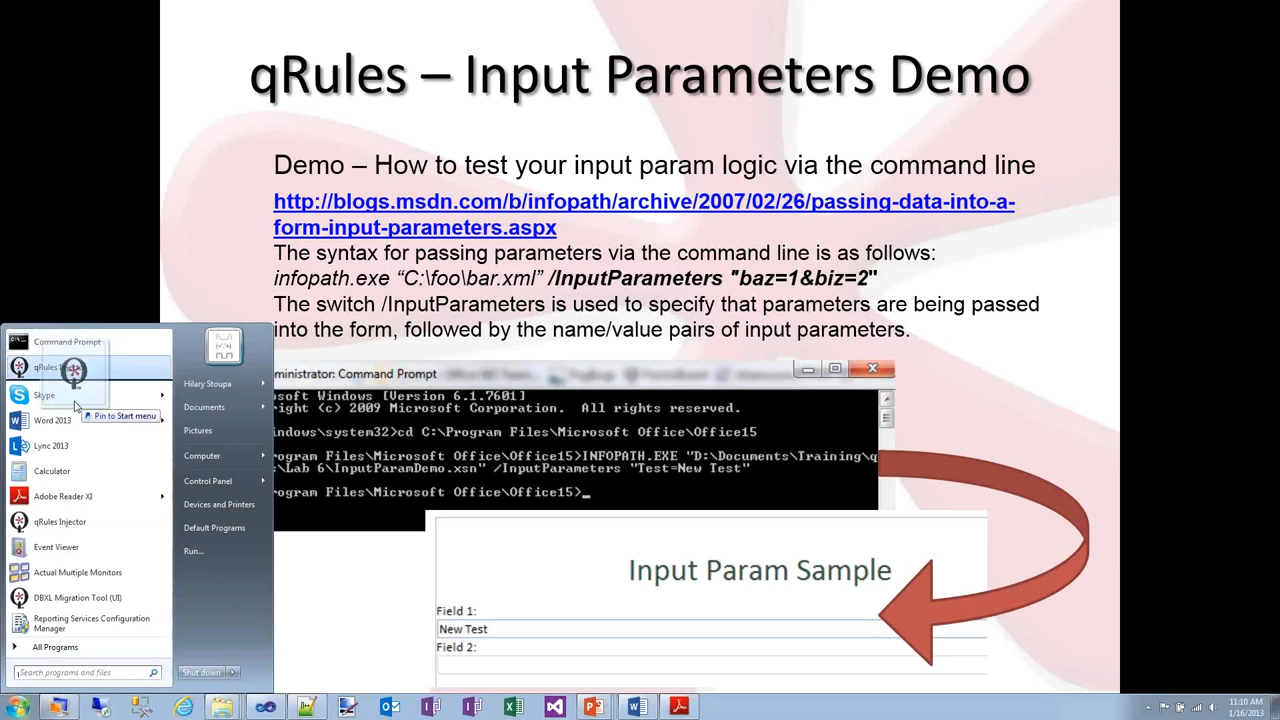 qRules – Input Parameters Demo
Demo – How to test your input param logic via the command line
http://blogs.msdn.com/b/infopath/archive/2007/02/26/passing-data-into-a-
form-input-parameters.aspx
The syntax for passing parameters via the command line is as follows:
infopath.exe “C:\foo\bar.xml” /InputParameters "baz=1&biz=2"
The switch /InputParameters is used to specify that parameters are being passed
into the form, followed by the name/value pairs of input parameters.
ministrator: Command Prompt
osoft Windows [Version 6.1.7601]
right (c) 2009 Microsoft Corporation. All rights reserved.
indows\system32>cd C:\Program Files\Microsoft Office\Office15
rogram Files\Microsoft Office\Office15>INFOPATH.EXE "D:\Documents\Training\q
s\Lab 6\InputParamDemo.xsn" /InputParameters "Test=New Test"
rogram Files\Microsoft Office\Office15>_
Input Param Sample
Field 1:
New Test
Field 2:
Command Prompt
qRules
Skype
Pin to Start menu
Word 2013
Lync 2013
Calculator
Adobe Reader XI
qRules Injector
Event Viewer
Actual Multiple Monitors
DBXL Migration Tool (UI)
Reporting Services Configuration
Manager
All Programs
Search programs and files
Hilary Stoupa
Documents
Pictures
Computer
Control Panel
Devices and Printers
Default Programs
Run...
Shut down
11:10 AM
1/16/2013